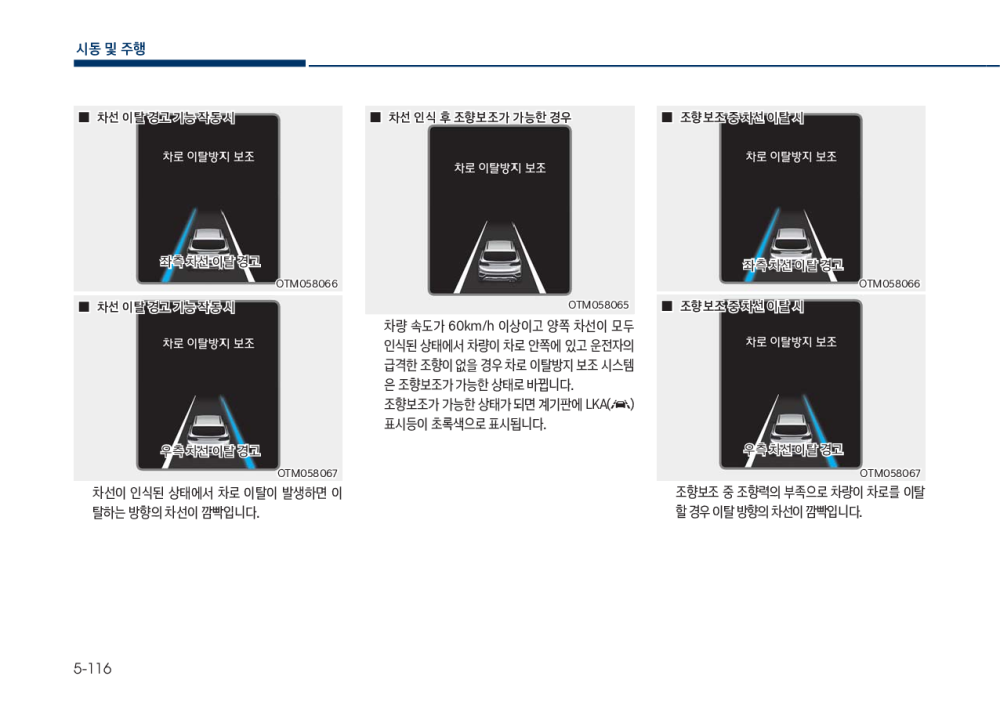 시동 및 주행
■ 차선 이탈 경고 기능 작동 시
차로 이탈방지 보조
좌측 차선 이탈 경고
OTM058066
■ 차선 이탈 경고 기능 작동 시
차로 이탈방지 보조
우측 차선 이탈 경고
OTM058067
차선이 인식된 상태에서 차로 이탈이 발생하면 이
탈하는 방향의 차선이 깜빡입니다.
■ 차선 인식 후 조향보조가 가능한 경우
차로 이탈방지 보조
OTM058065
차량 속도가 60km/h 이상이고 양쪽 차선이 모두
인식된 상태에서 차량이 차로 안쪽에 있고 운전자의
급격한 조향이 없을 경우 차로 이탈방지 보조 시스템
은 조향보조가 가능한 상태로 바뀝니다.
조향보조가 가능한 상태가 되면 계기판에 LKA( )
표시등이 초록색으로 표시됩니다.
■ 조향보조 중 차선 이탈 시
차로 이탈방지 보조
좌측 차선 이탈 경고
OTM058066
■ 조향보조 중 차선 이탈 시
차로 이탈방지 보조
우측 차선 이탈 경고
OTM058067
조향보조 중 조향력의 부족으로 차량이 차로를 이탈
할 경우 이탈 방향의 차선이 깜빡입니다.
5-116